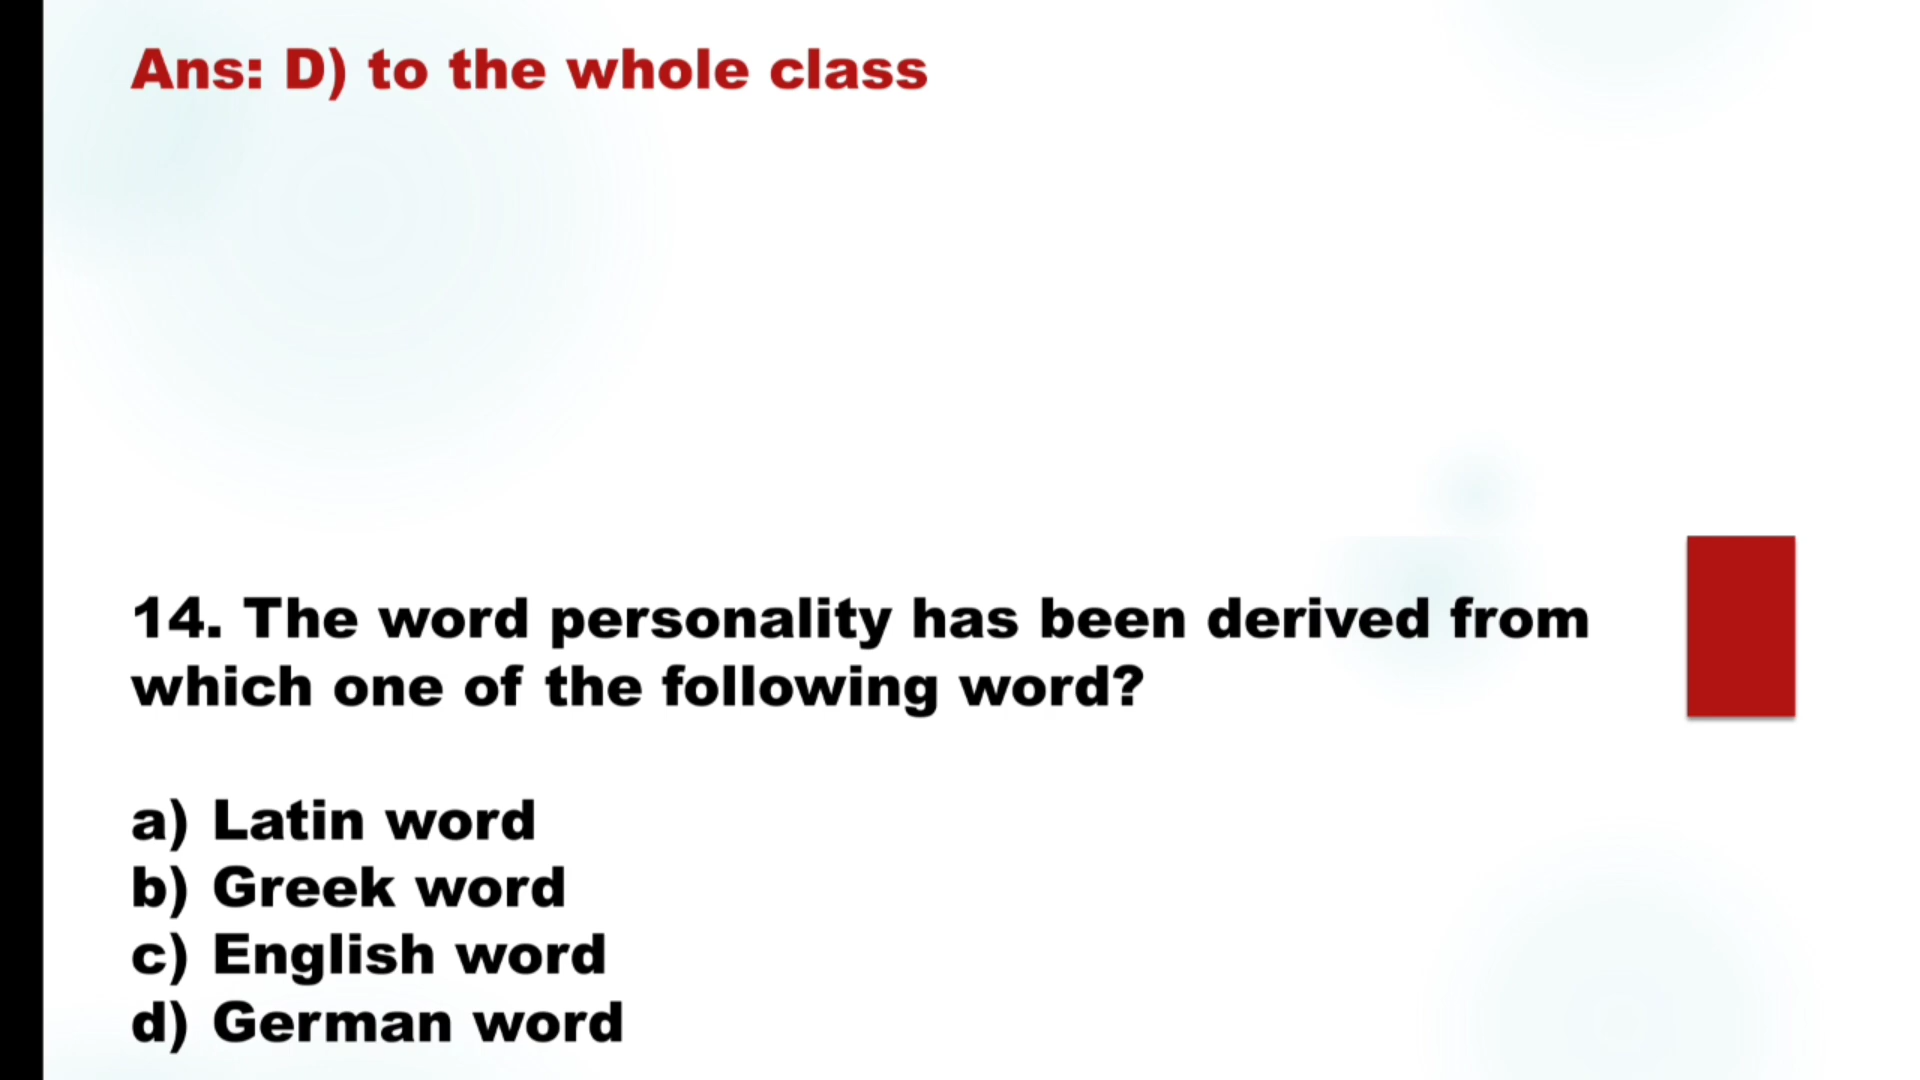 Ans: D) to the whole class
14. The word personality has been derived from
which one of the following word?
a) Latin word
b) Greek word
c) English word
d) German word